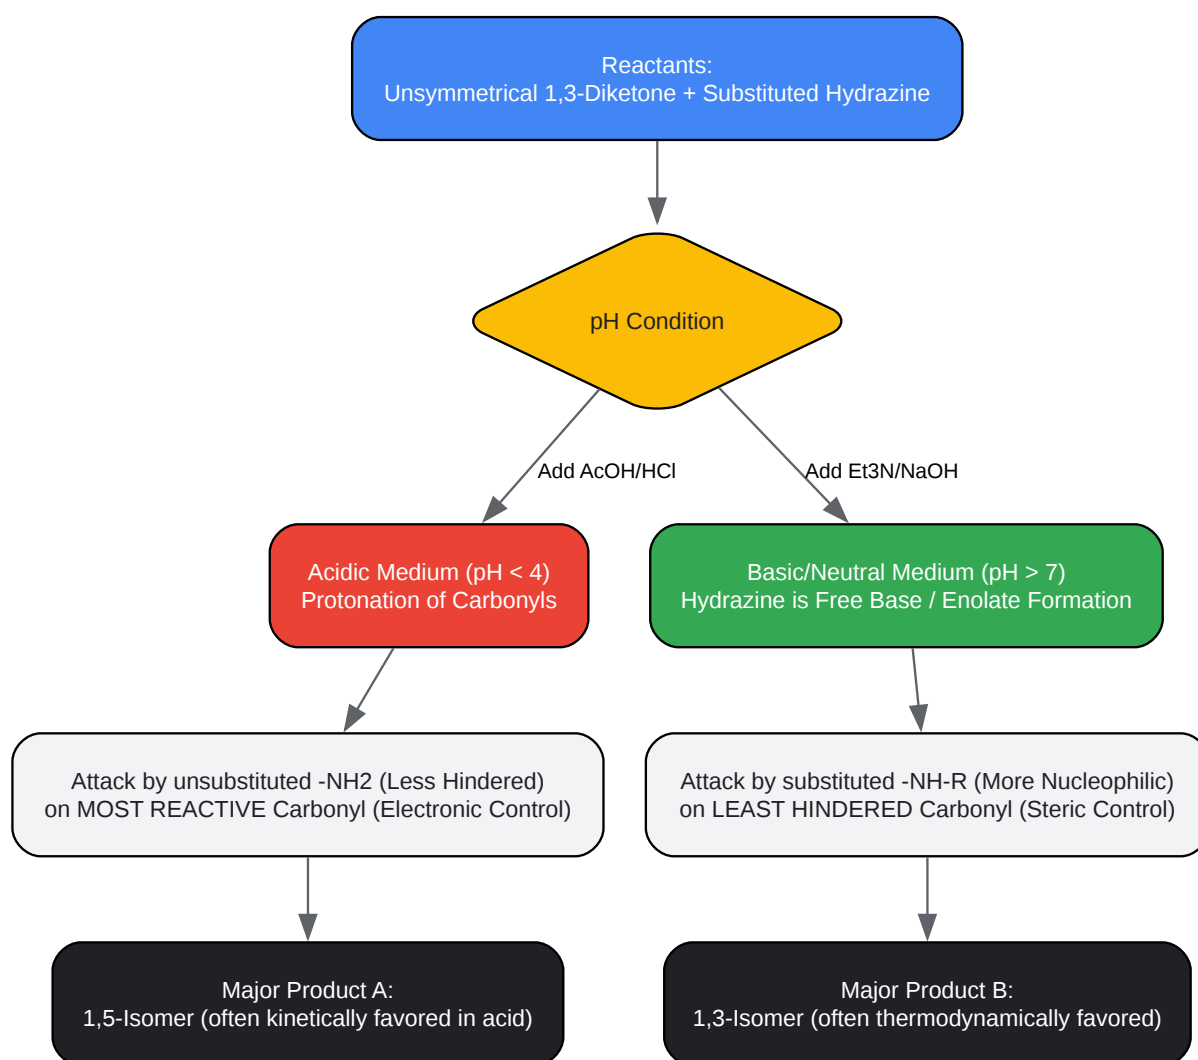 Reactants:
Unsymmetrical 1,3-Diketone + Substituted Hydrazine
pH Condition
Add AcOH/HCl
Add Et3N/NaOH
Acidic Medium (pH < 4)
Protonation of Carbonyls
Basic/Neutral Medium (pH > 7)
Hydrazine is Free Base / Enolate Formation
Attack by unsubstituted -NH2 (Less Hindered)
on MOST REACTIVE Carbonyl (Electronic Control)
Attack by substituted -NH-R (More Nucleophilic)
on LEAST HINDERED Carbonyl (Steric Control)
Major Product A:
1,5-Isomer (often kinetically favored in acid)
Major Product B:
1,3-Isomer (often thermodynamically favored)